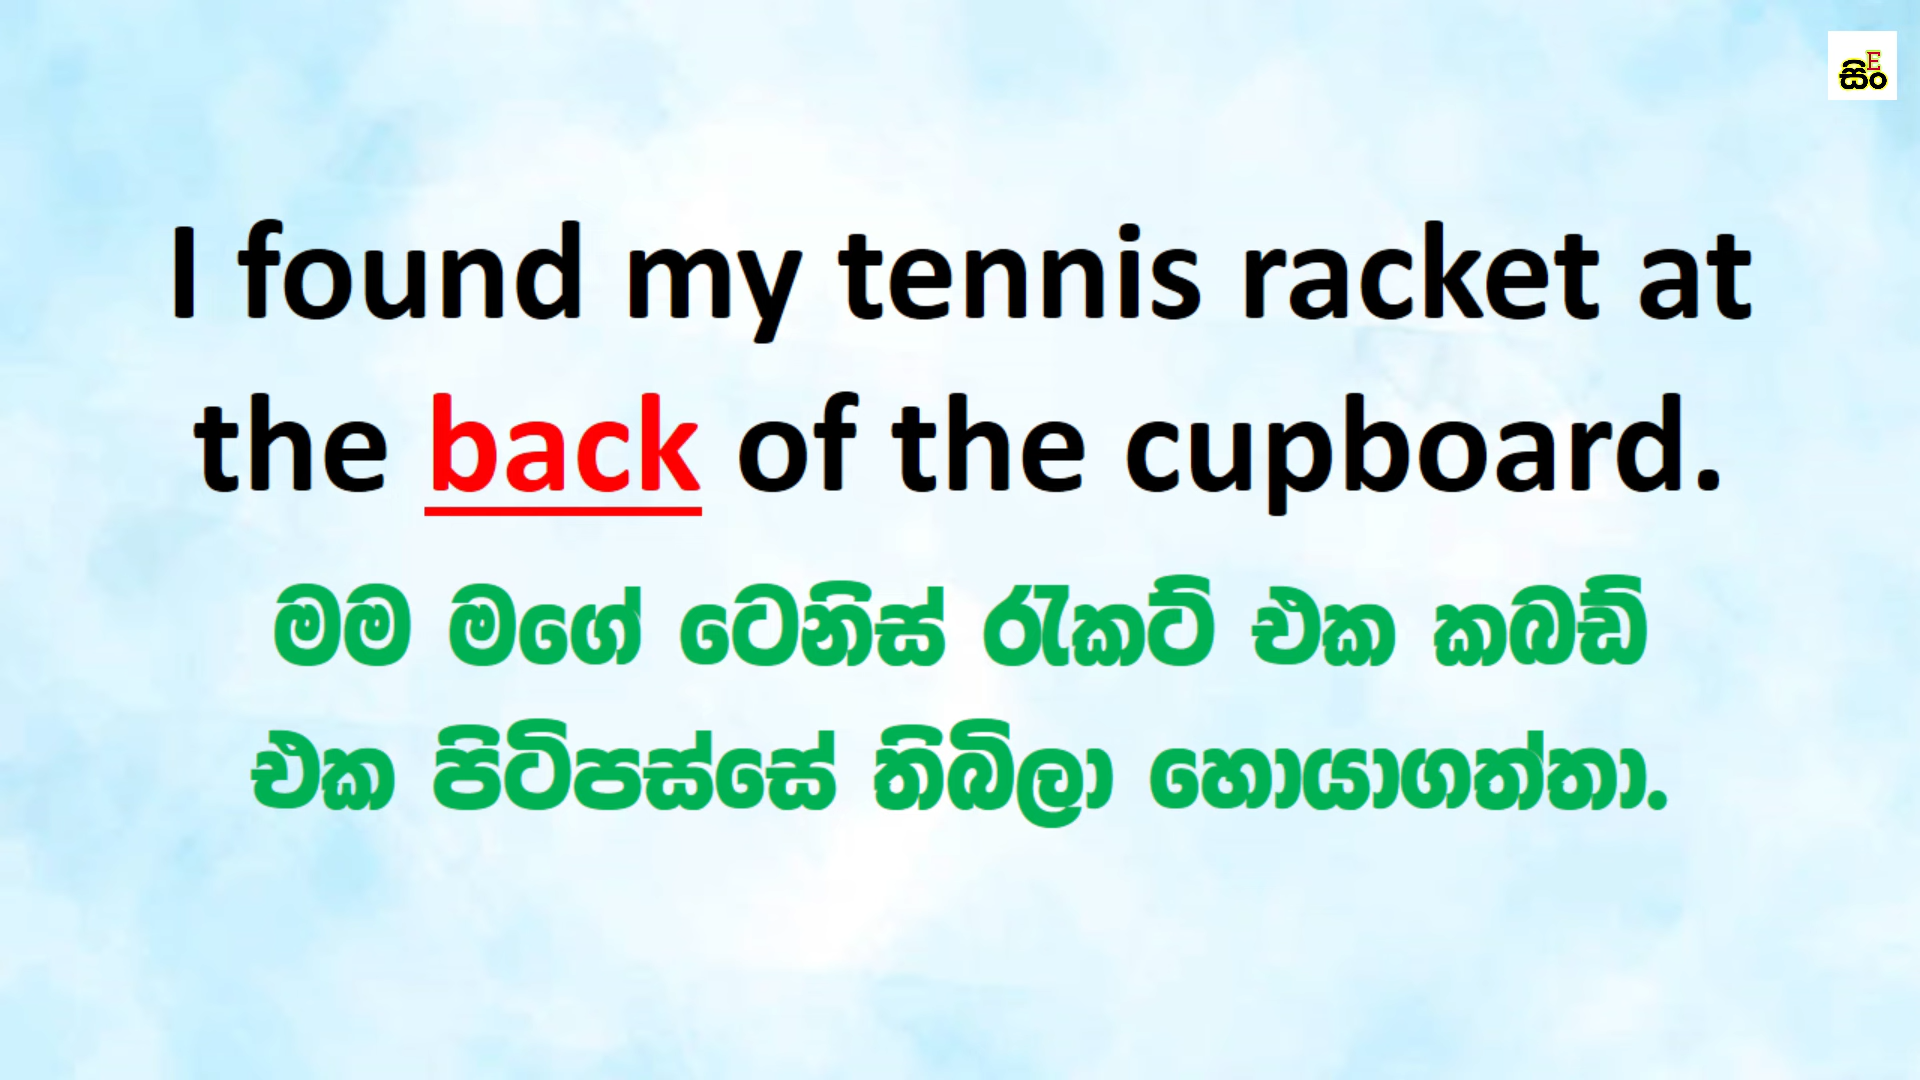 සිං E
I found my tennis racket at
the back of the cupboard.
මම මගේ ටෙනිස් රැකට් එක කබඩ්
එක පිටිපස්සේ තිබිලා හොයාගත්තා.